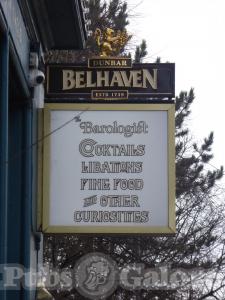 DUNBAR
BELHAVEN
ESTD 1719
Barologist
COCKTAILS
LIBATIONS
FINE FOOD
AND OTHER
CURIOSITIES
Pubs Galore